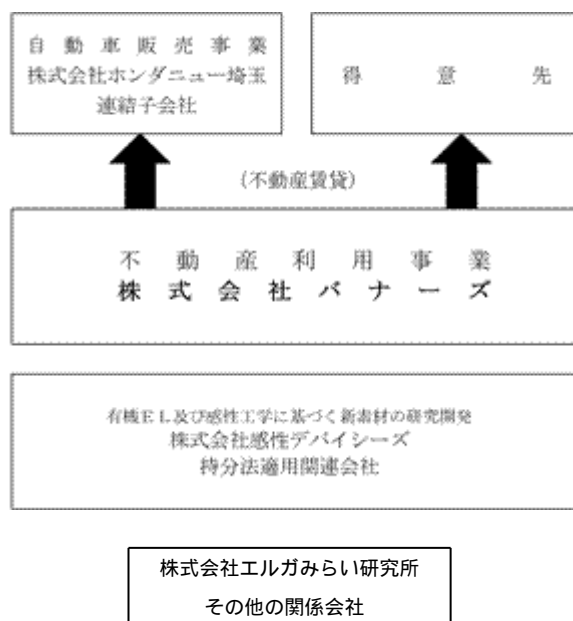 自動車販売事業
株式会社ホンダニュー埼玉
連結子会社
得意先
(不動産賃貸)
不動産利用事業
株式会社バナーズ
有機EL及び感性工学に基づく新素材の研究開発
株式会社感性デバイシーズ
持分法適用関連会社
株式会社エルガみらい研究所
その他の関係会社